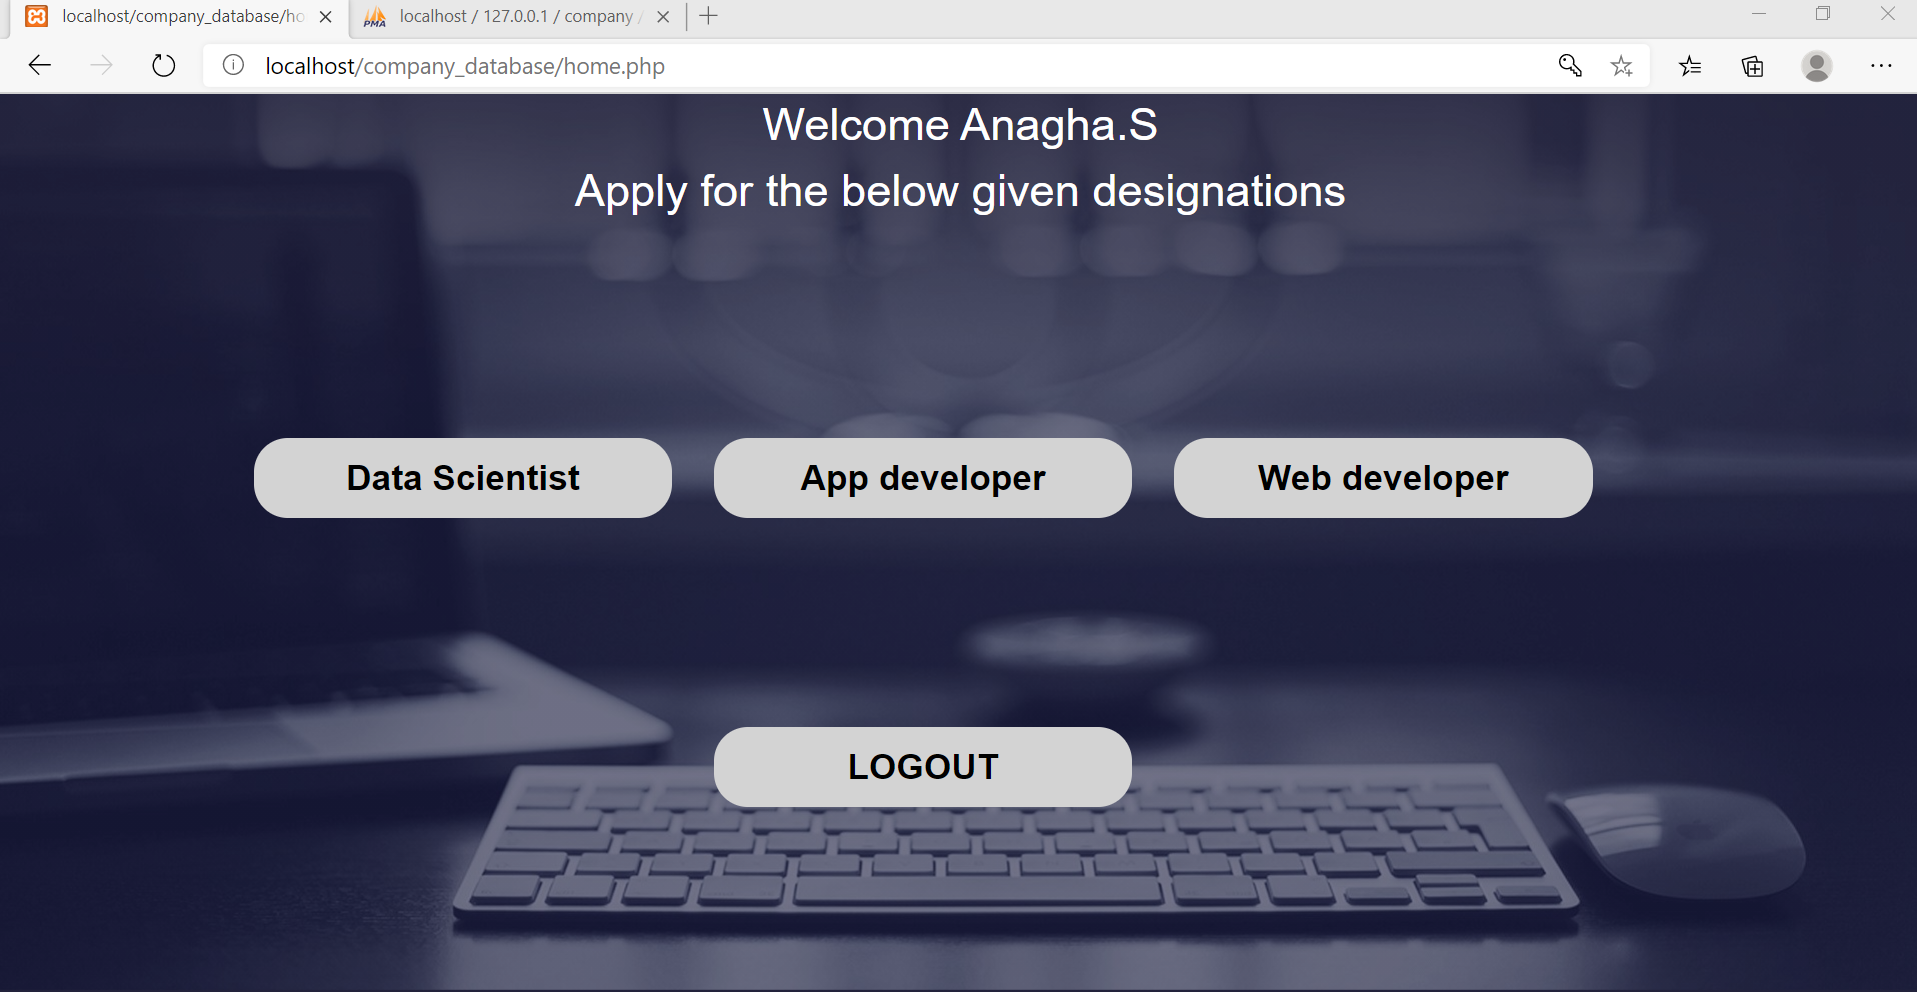 localhost/company_database/ho
localhost / 127.0.0.1 / company /
localhost/company_database/home.php
Welcome Anagha.S
Apply for the below given designations
Data Scientist
App developer
Web developer
LOGOUT
PMA